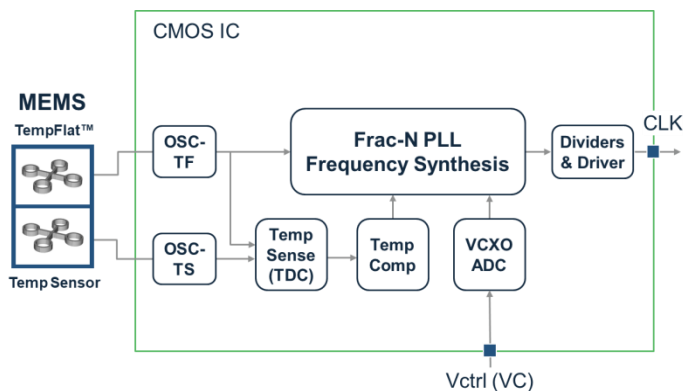 CMOS IC
MEMS
TempFlat™
OSC-
TF
Frac-N PLL
Frequency Synthesis
Dividers
& Driver
CLK
OSC-
TS
Temp
Sense
(TDC)
Temp
Comp
VCXO
ADC
Temp Sensor
Vctrl (VC)